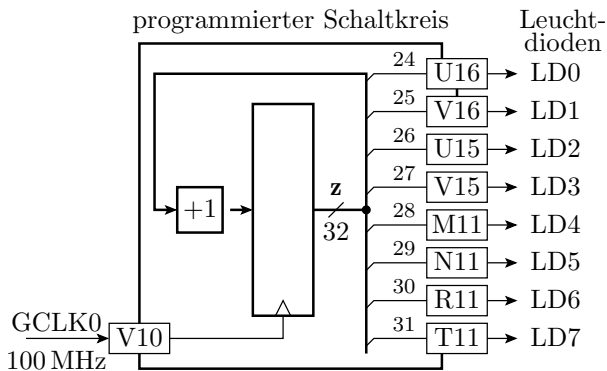 programmierter Schaltkreis
Leucht-
dioden
24 U16 LD0
25 V16 LD1
26 U15 LD2
27 V15 LD3
+1
z
32
28 M11 LD4
29 N11 LD5
30 R11 LD6
31 T11 LD7
GCLK0
V10
100 MHz